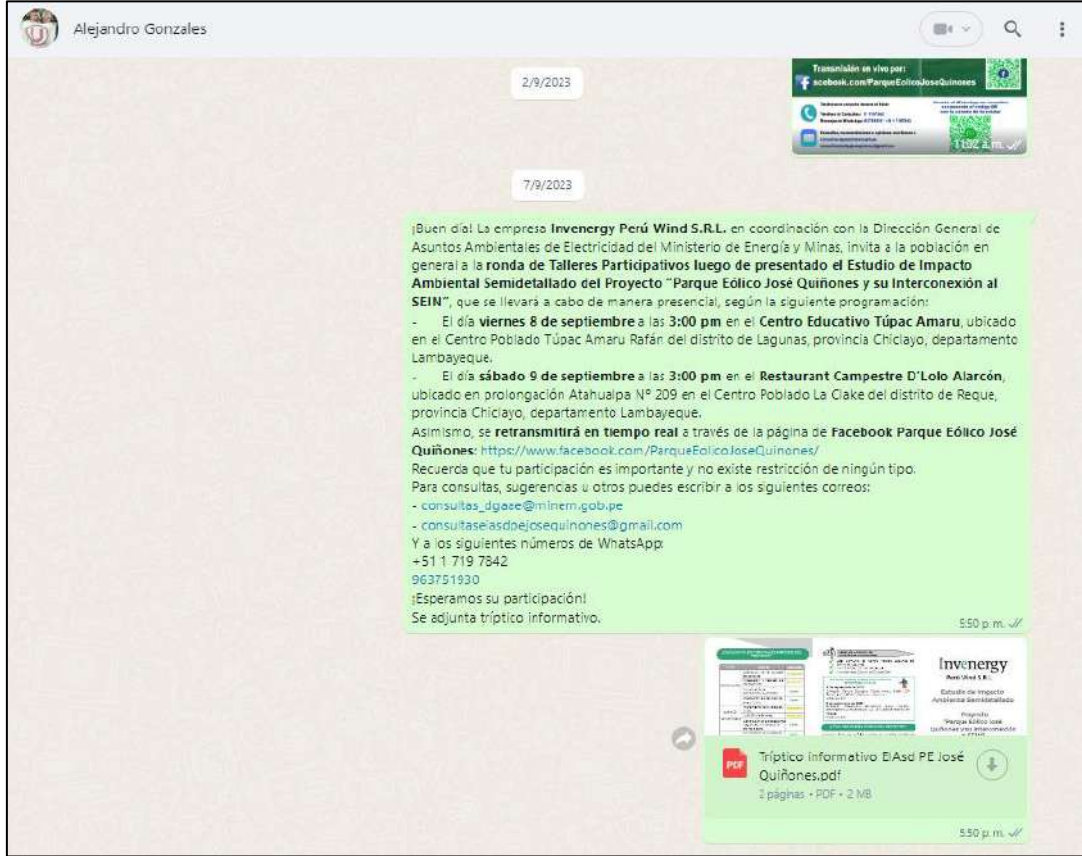 Alejandro Gonzales
2/9/2023
Transmisión en vivo por:
acebook.com/ParqueEolicoJoseQuinones
11:02 a.m.
7/9/2023
¡Buen día! La empresa Invenergy Perú Wind S.R.L. en coordinación con la Dirección General de
Asuntos Ambientales de Electricidad del Ministerio de Energía y Minas, invita a la población en
general a la ronda de Talleres Participativos luego de presentado el Estudio de Impacto
Ambiental Semidetallado del Proyecto "Parque Eólico José Quiñones y su Interconexión al
SEIN", que se llevará a cabo de manera presencial, según la siguiente programación:
- El día viernes 8 de septiembre a las 3:00 pm en el Centro Educativo Túpac Amaru, ubicado
en el Centro Poblado Túpac Amaru Rafán del distrito de Lagunas, provincia Chiclayo, departamento
Lambayeque.
- El día sábado 9 de septiembre a las 3:00 pm en el Restaurant Campestre D'Lolo Alarcón,
ubicado en prolongación Atahualpa Nº 209 en el Centro Poblado La Clake del distrito de Reque,
provincia Chiclayo, departamento Lambayeque.
Asimismo, se retransmitirá en tiempo real a través de la página de Facebook Parque Eólico José
Quiñones: https://www.facebook.com/ParqueEolicoJoseQuinones/
Recuerda que tu participación es importante y no existe restricción de ningún tipo.
Para consultas, sugerencias u otros puedes escribir a los siguientes correos:
- consultas_dgaae@minem.gob.pe
- consultaseiasdpejosequinones@gmail.com
Y a los siguientes números de WhatsApp:
+51 1 719 7842
963751930
¡Esperamos su participación!
Se adjunta tríptico informativo.
5:50 p. m.
Invenergy
Perú Wind S.R.L.
Estudio de Impacto
Ambiental Semidetallado
Proyecto
"Parque Eólico José
Quiñones y su Interconexión
PDF
Tríptico informativo EIAsd PE José
Quiñones.pdf
2 páginas • PDF • 2 MB
5:50 p. m.